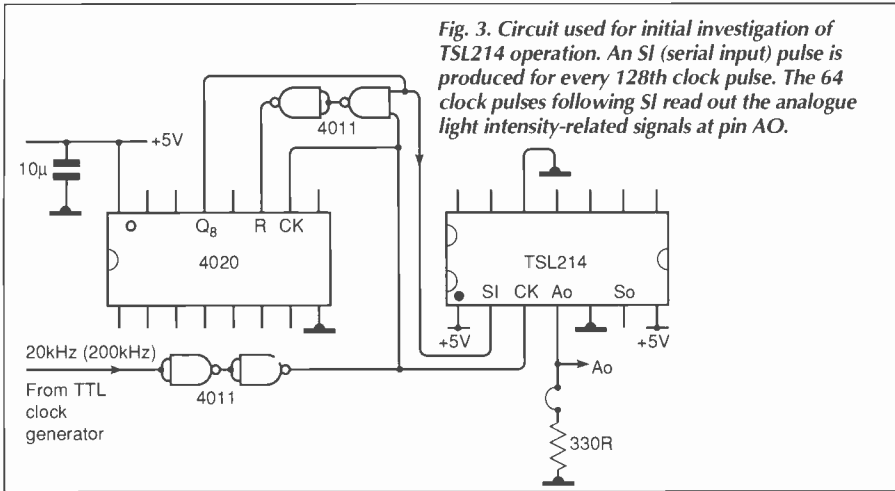 Fig. 3. Circuit used for initial investigation of
TSL214 operation. An SI (serial input) pulse is
produced for every 128th clock pulse. The 64
clock pulses following SI read out the analogue
light intensity-related signals at pin AO.
4011
+5V
10µ
Q8 R CK
4020
TSL214
SI CK Ao So
+5V
+5V
20kHz (200kHz)
4011
From TTL
clock
generator
Ao
330R